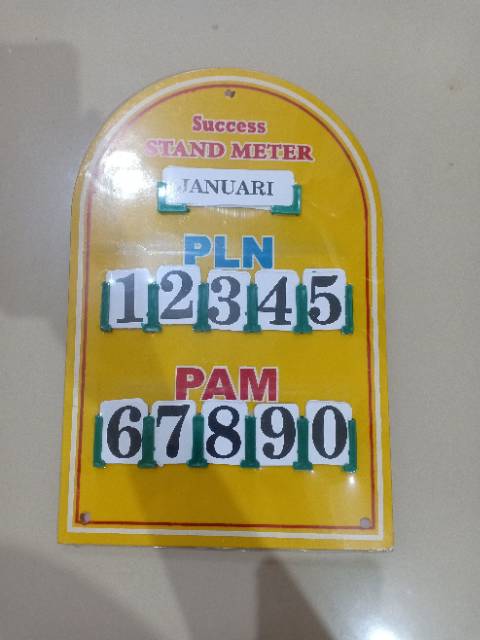 Success
STAND METER
JANUARI
PLN
12345
PAM
67890